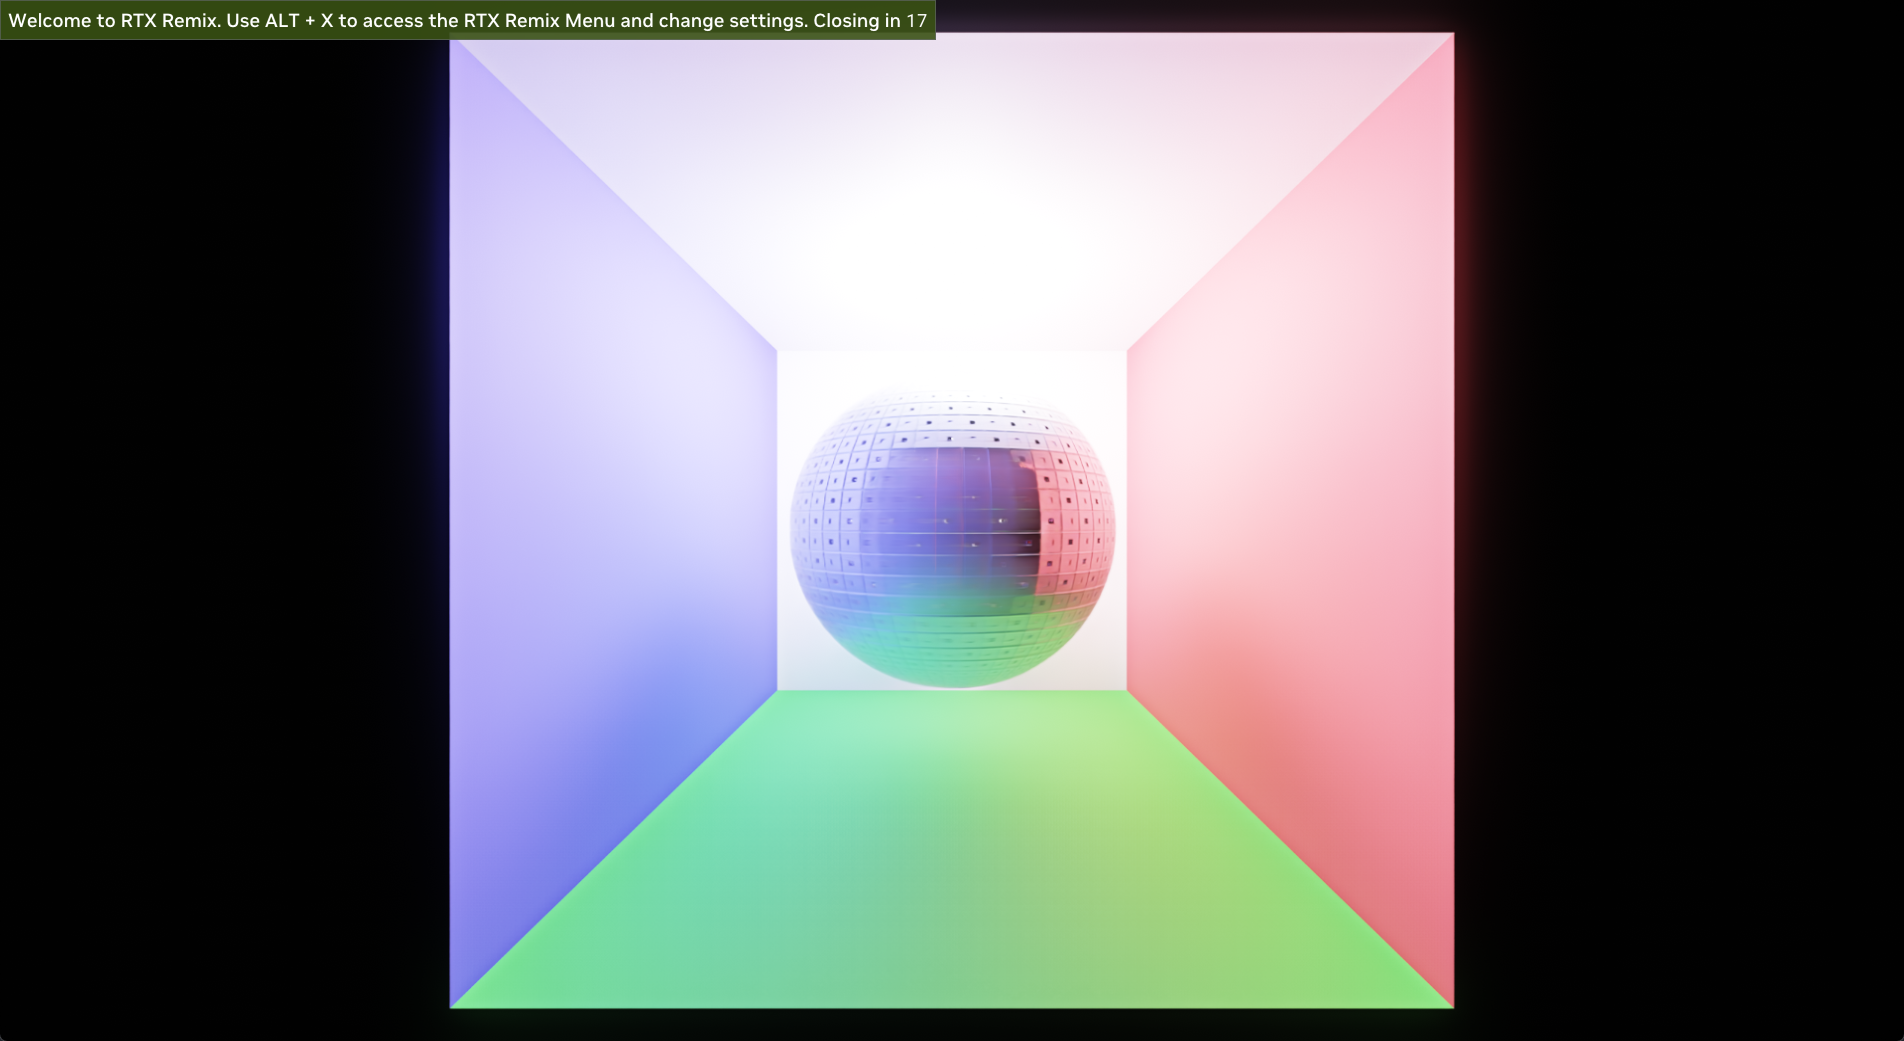 Welcome to RTX Remix. Use ALT + X to access the RTX Remix Menu and change settings. Closing in 17